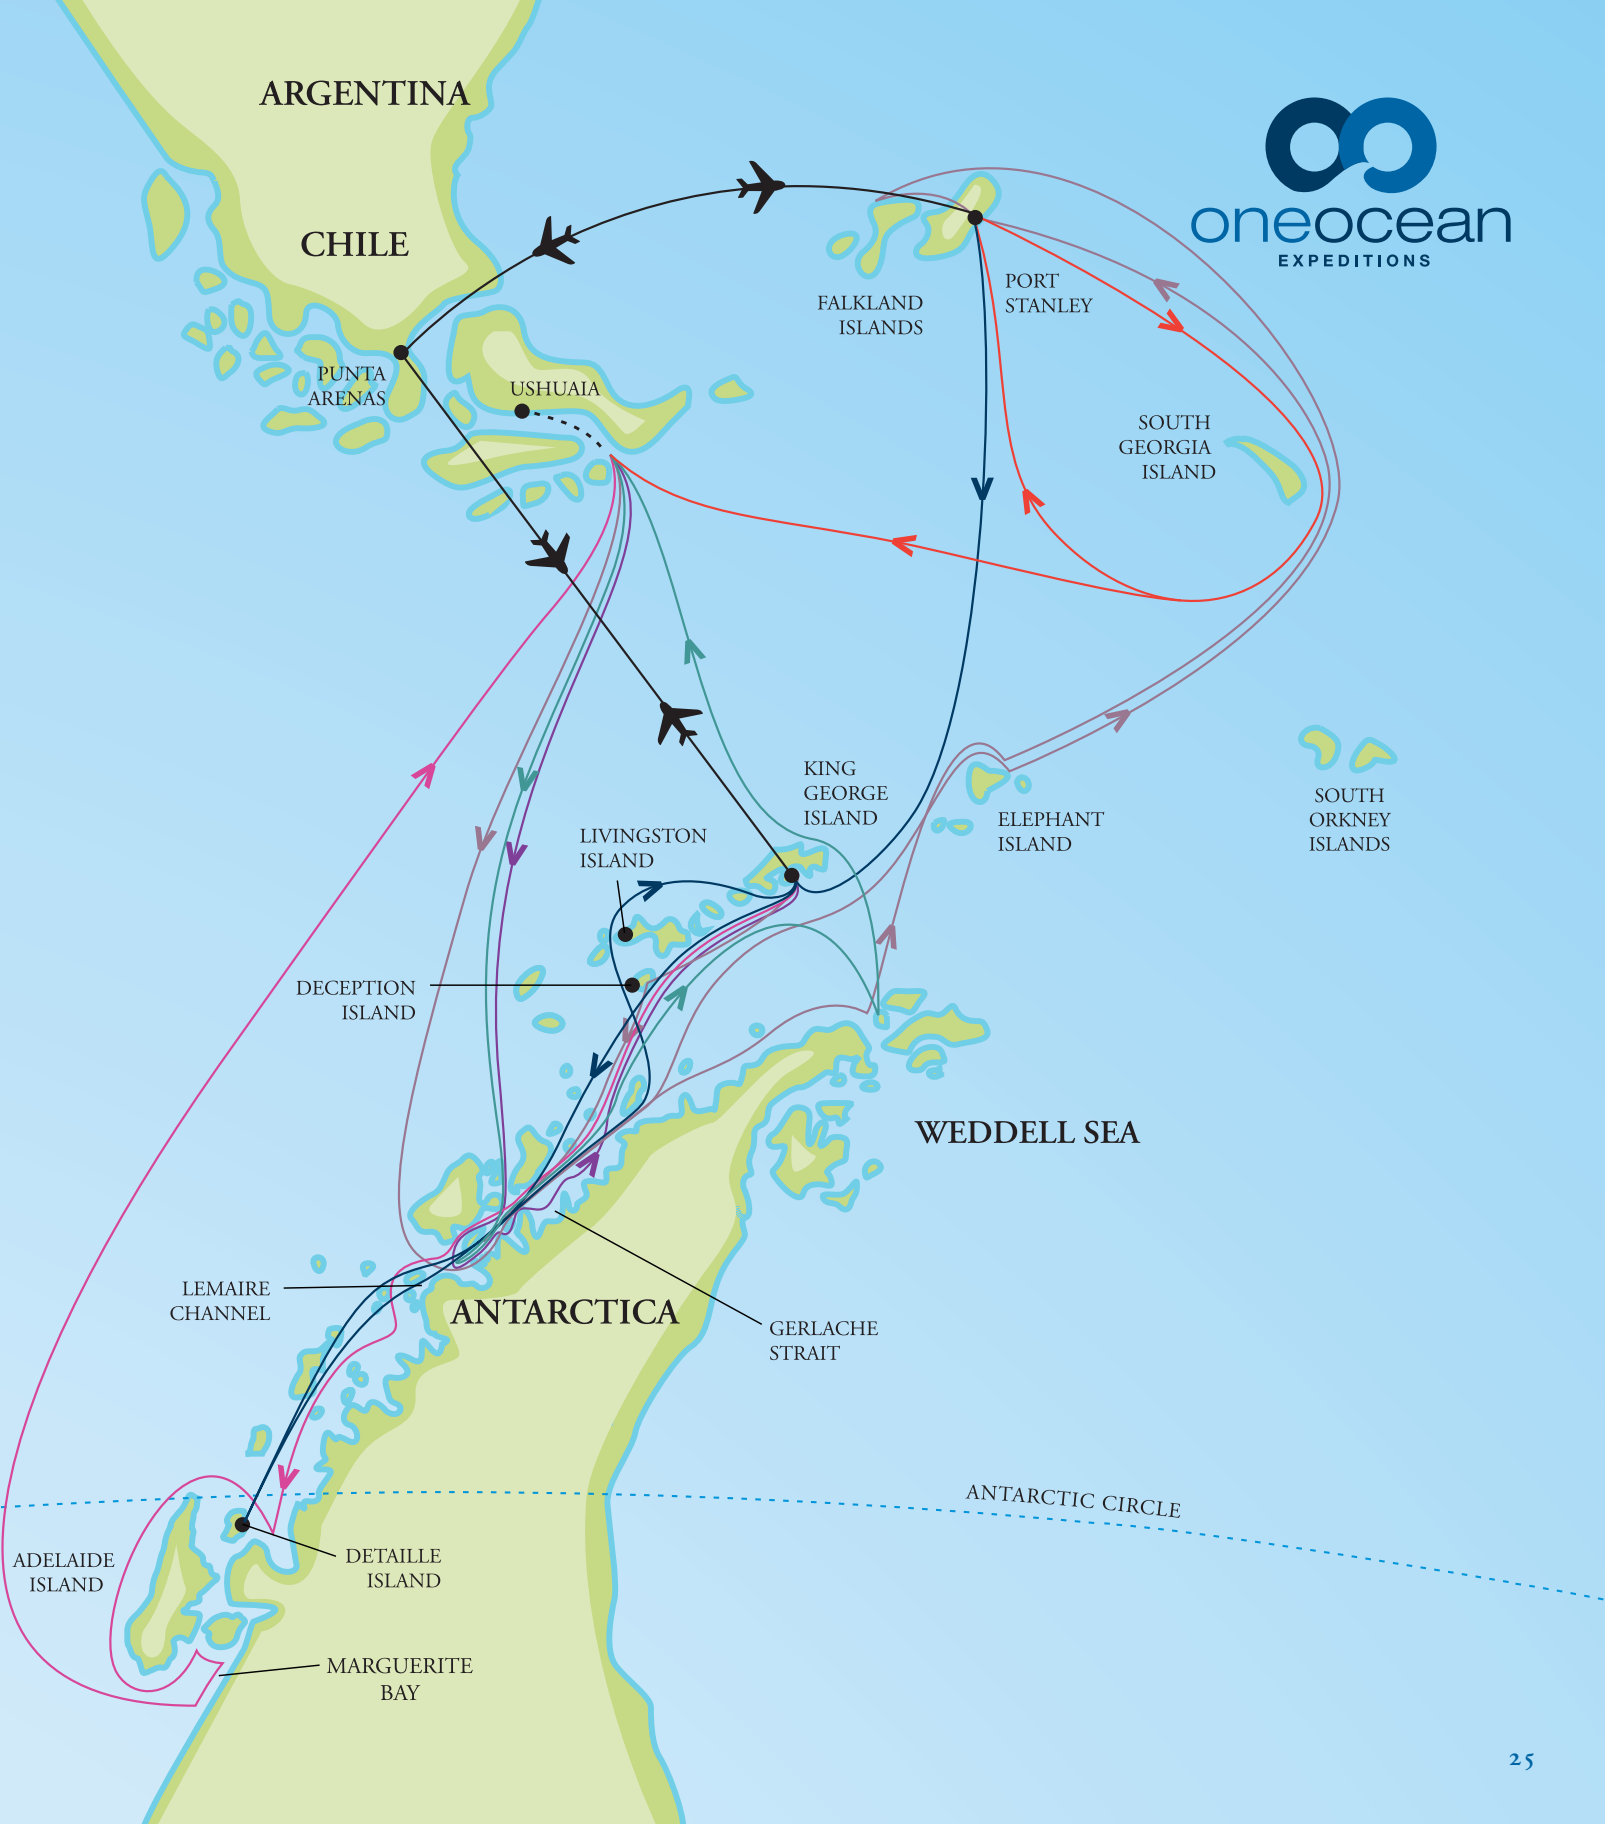 ARGENTINA
oneocean
EXPEDITIONS
CHILE
PORT
STANLEY
FALKLAND
ISLANDS
PUNTA
ARENAS
USHUAIA
SOUTH
GEORGIA
ISLAND
KING
GEORGE
ISLAND
ELEPHANT
ISLAND
SOUTH
ORKNEY
ISLANDS
LIVINGSTON
ISLAND
DECEPTION
ISLAND
WEDDELL SEA
LEMAIRE
CHANNEL
ANTARCTICA
GERLACHE
STRAIT
ANTARCTIC CIRCLE
ADELAIDE
ISLAND
DETAILLE
ISLAND
MARGUERITE
BAY
25